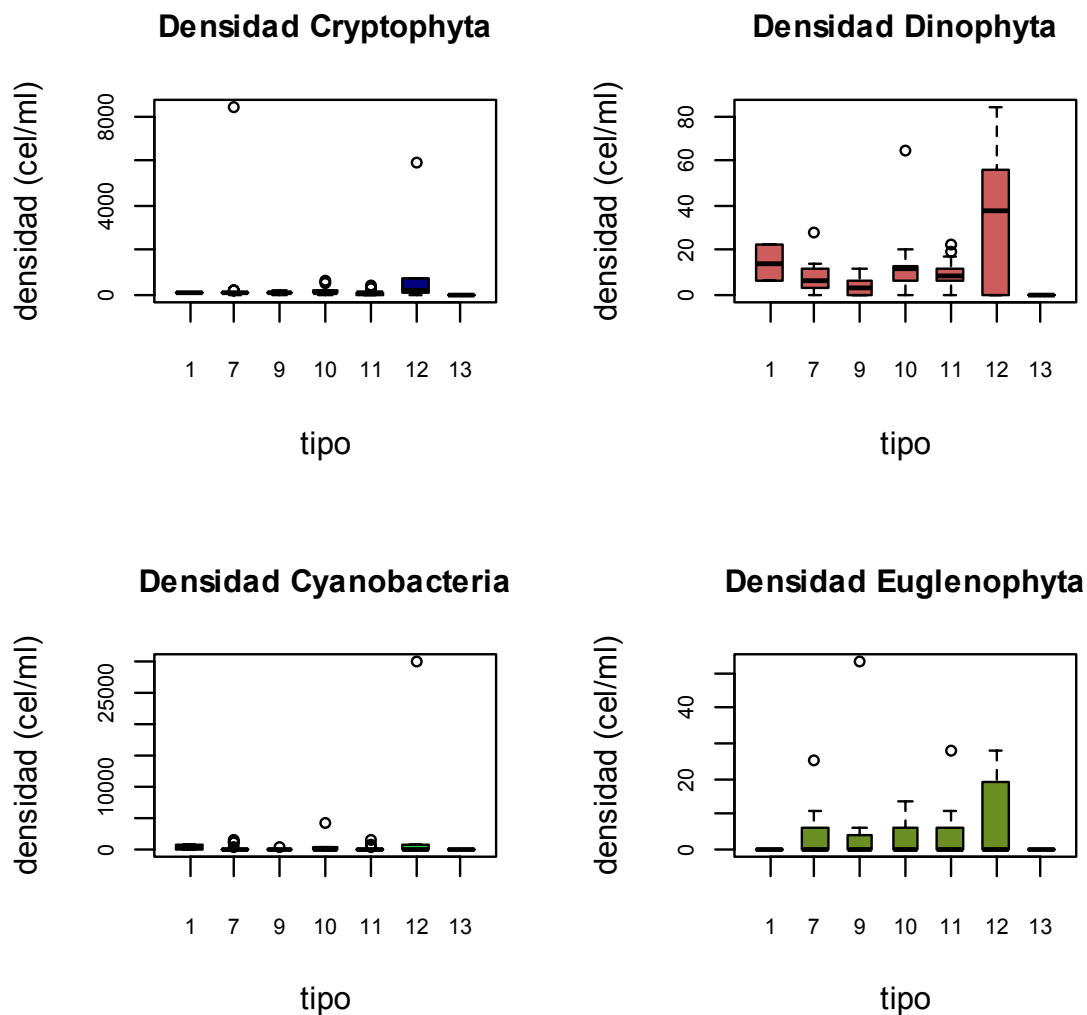 Densidad Cryptophyta
densidad (cel/ml)
8000
4000
0
1 7 9 10 11 12 13
tipo
Densidad Dinophyta
densidad (cel/ml)
80
60
40
20
0
1 7 9 10 11 12 13
tipo
Densidad Cyanobacteria
densidad (cel/ml)
25000
10000
0
1 7 9 10 11 12 13
tipo
Densidad Euglenophyta
densidad (cel/ml)
40
20
0
1 7 9 10 11 12 13
tipo